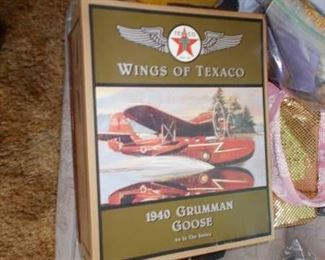 TEXACO
WINGS OF TEXACO
1940 GRUMMAN
GOOSE